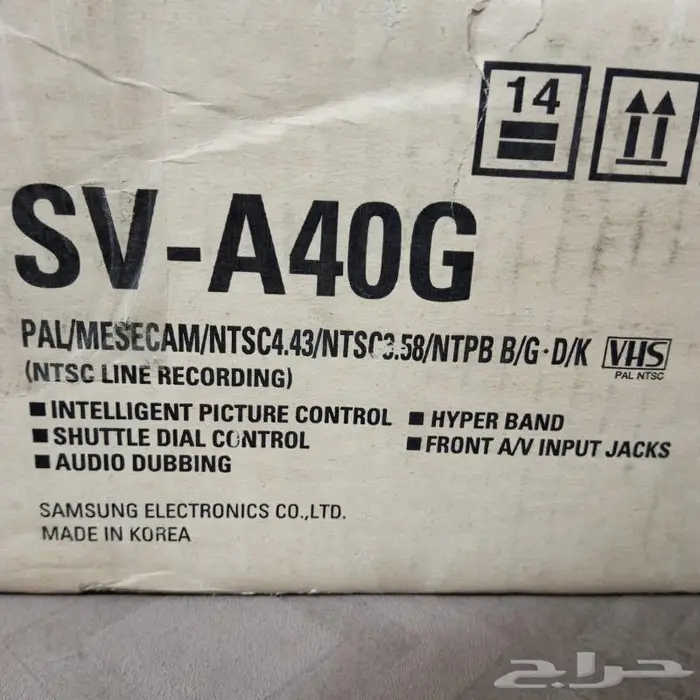 14
SV-A40G
PAL/MESECAM/NTSC4.43/NTSC3.58/NTPB B/G·D/K VHS
PAL NTSC
(NTSC LINE RECORDING)
■ INTELLIGENT PICTURE CONTROL ■ HYPER BAND
■ SHUTTLE DIAL CONTROL ■ FRONT A/V INPUT JACKS
■ AUDIO DUBBING
SAMSUNG ELECTRONICS CO.,LTD.
MADE IN KOREA
حراج